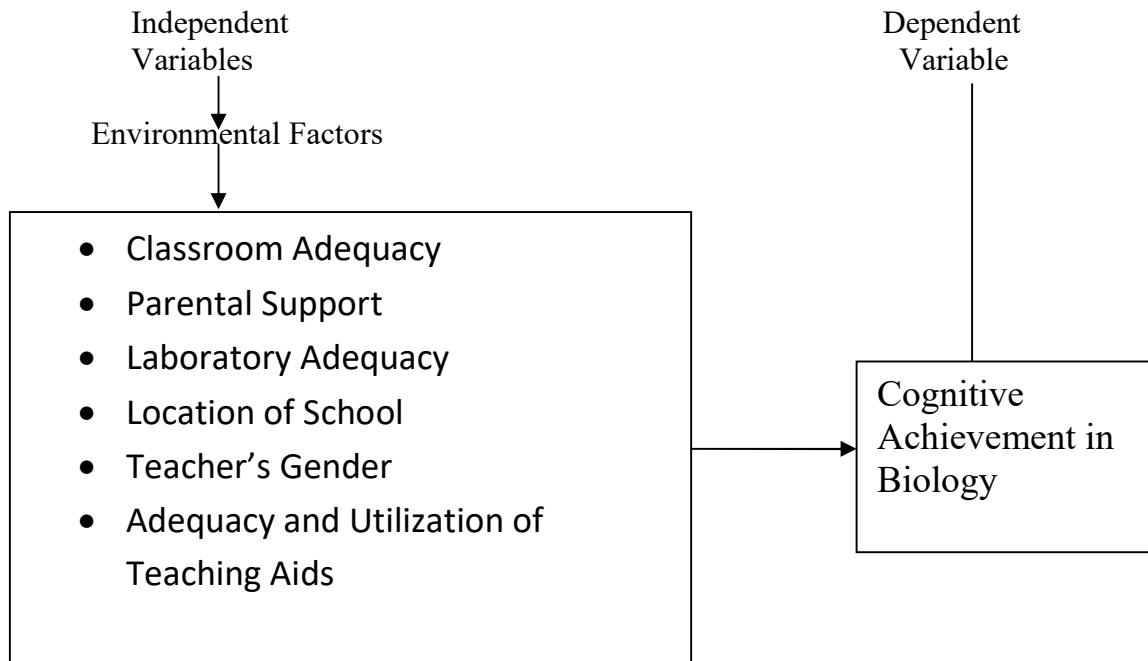 Independent
Variables
Environmental Factors
• Classroom Adequacy
• Parental Support
• Laboratory Adequacy
• Location of School
• Teacher’s Gender
• Adequacy and Utilization of
Teaching Aids
Dependent
Variable
Cognitive
Achievement in
Biology